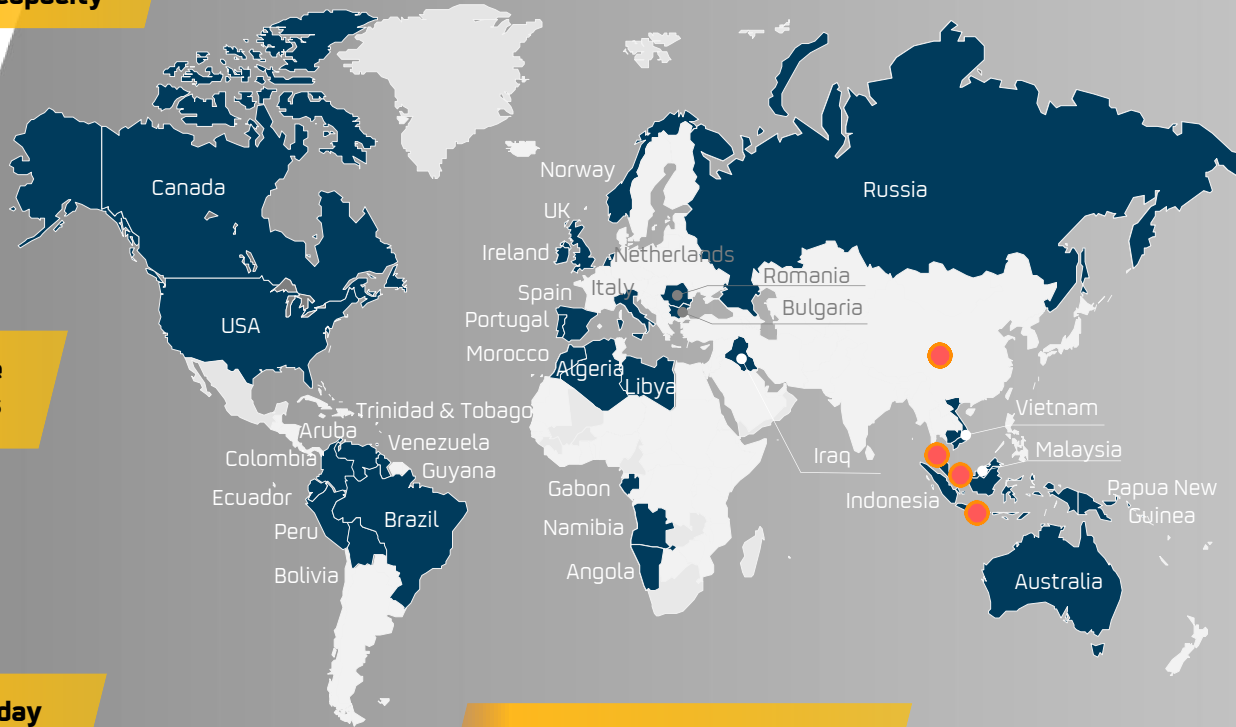 capacity
Norway
Canada
Russia
UK
Ireland
Netherlands
Romania
Spain
Italy
Bulgaria
Portugal
USA
Morocco
Algeria
Libya
Trinidad & Tobago
Vietnam
Aruba
Venezuela
Malaysia
Colombia
Iraq
Guyana
Ecuador
Gabon
Indonesia
Papua New
Guinea
Brazil
Peru
Namibia
Bolivia
Angola
Australia
day